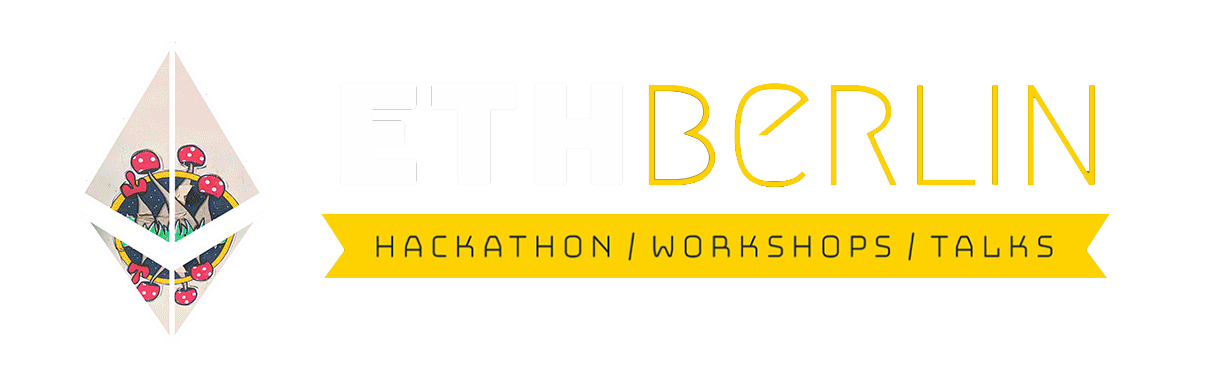 ETHBERLIN
HACKATHON / WORKSHOPS / TALKS